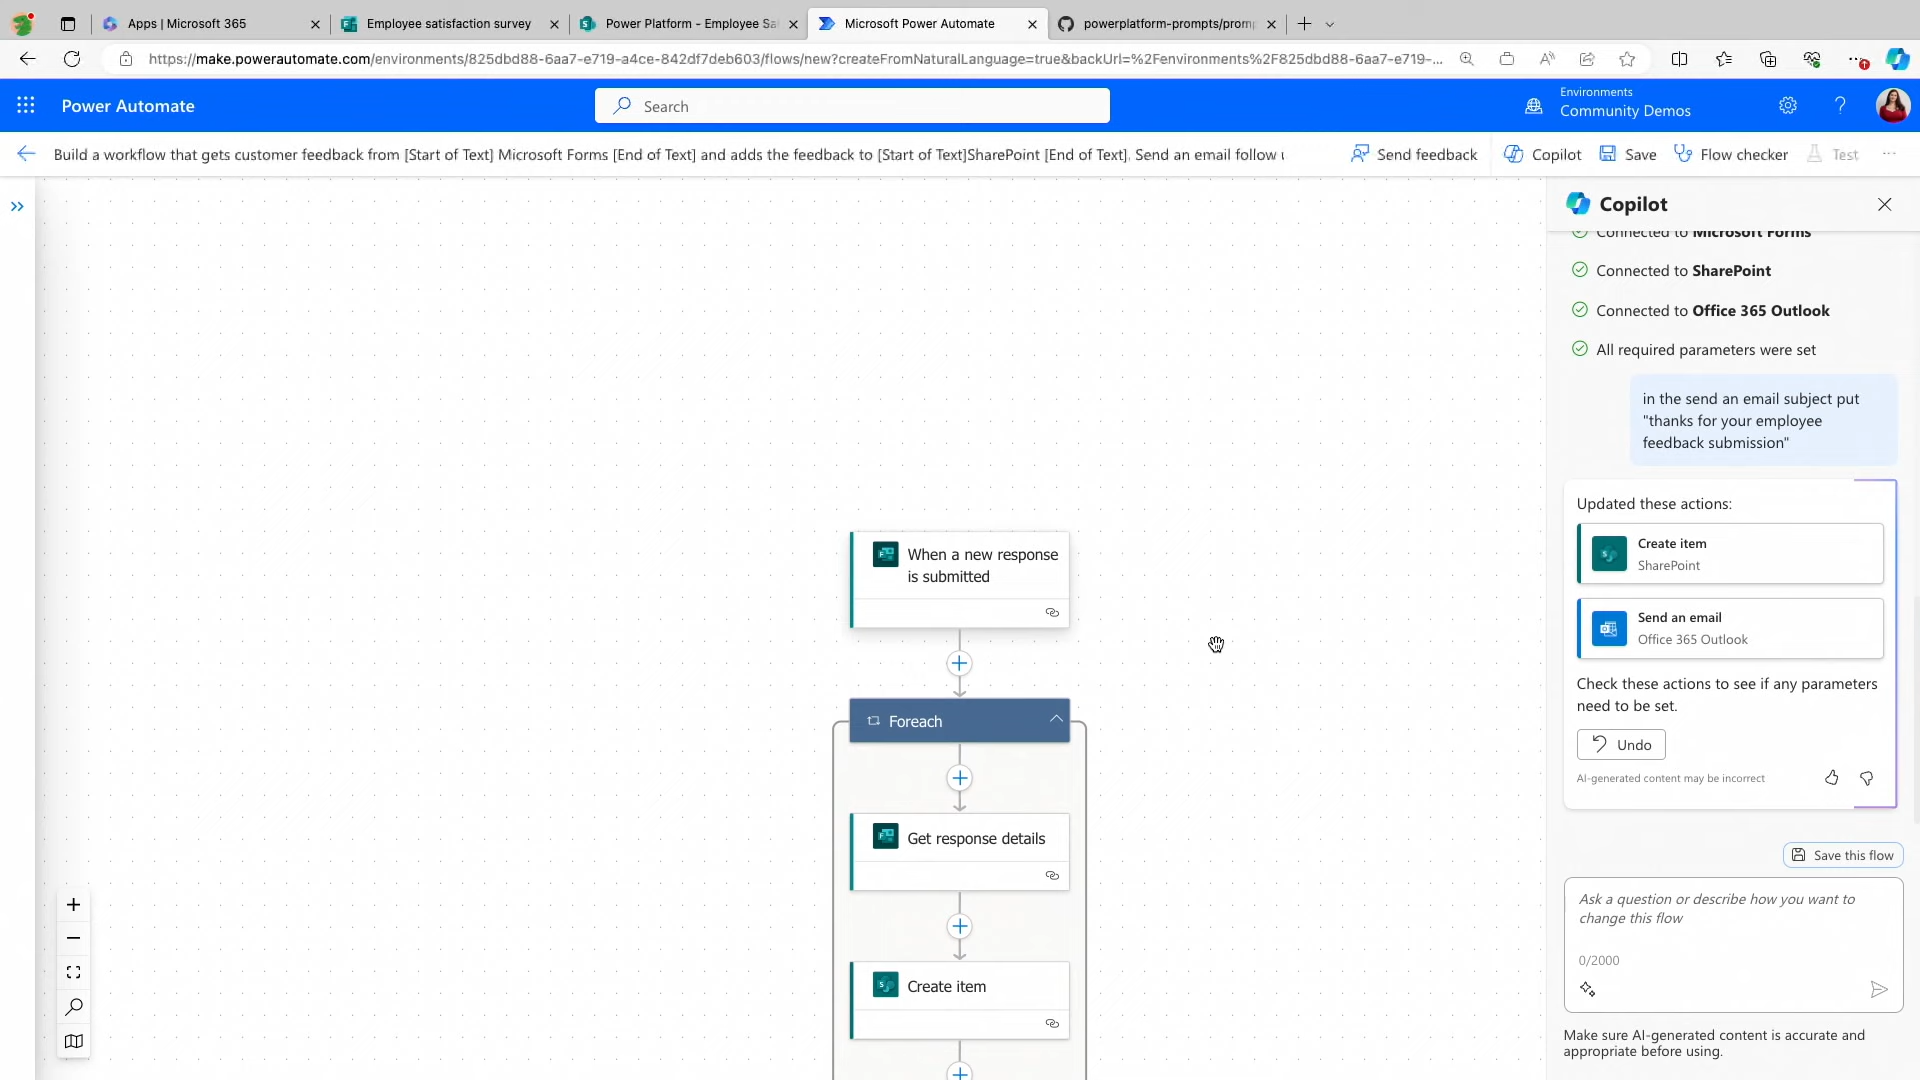 Apps | Microsoft 365
Employee satisfaction survey
Power Platform - Employee Sa
Microsoft Power Automate
powerplatform-prompts/promp
https://make.powerautomate.com/environments/825dbd88-6aa7-e719-a4ce-842df7deb603/flows/new?createFromNaturalLanguage=true&backUrl=%2Fenvironments%2F825dbd88-6aa7-e719-...
Power Automate
Search
Environments
Community Demos
Build a workflow that gets customer feedback from [Start of Text] Microsoft Forms [End of Text] and adds the feedback to [Start of Text]SharePoint [End of Text]. Send an email follow u
Send feedback
Copilot
Save
Flow checker
Test
Copilot
Connected to Microsoft Forms
Connected to SharePoint
Connected to Office 365 Outlook
All required parameters were set
in the send an email subject put
"thanks for your employee
feedback submission"
Updated these actions:
Create item
SharePoint
Send an email
Office 365 Outlook
Check these actions to see if any parameters
need to be set.
Undo
AI-generated content may be incorrect
Save this flow
Ask a question or describe how you want to
change this flow
0/2000
Make sure AI-generated content is accurate and
appropriate before using.
When a new response
is submitted
Foreach
Get response details
Create item